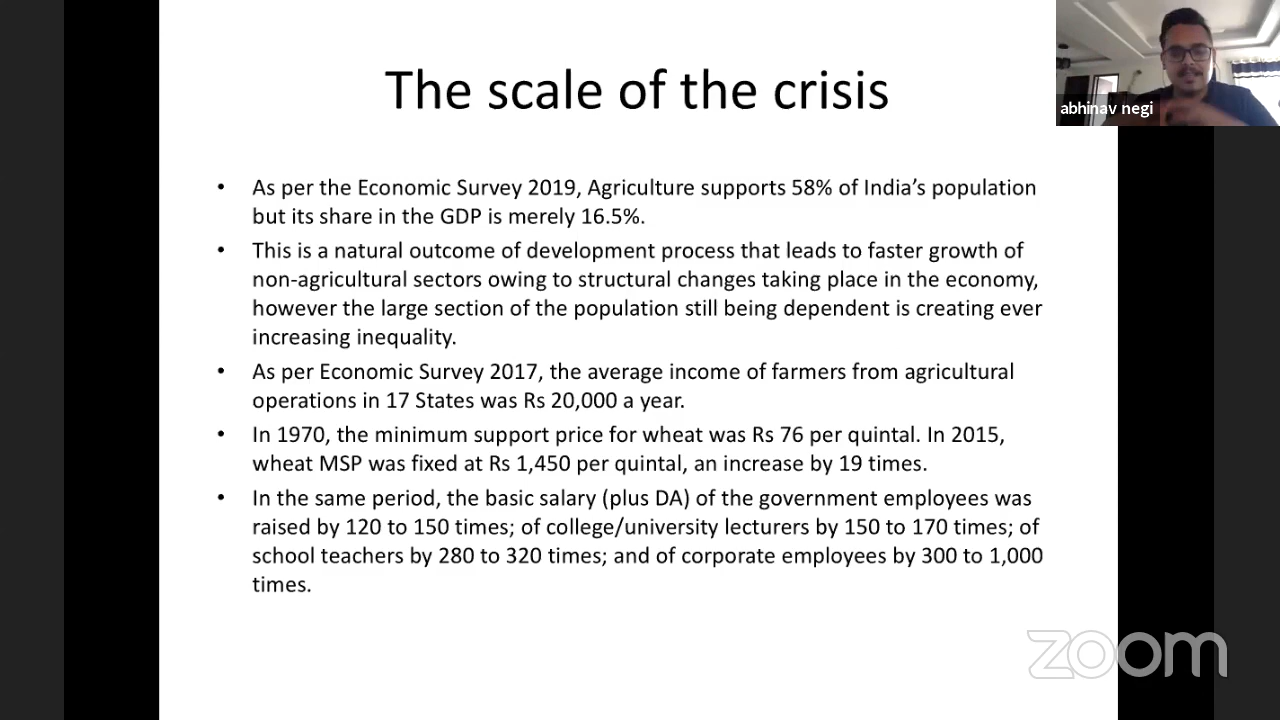 The scale of the crisis
abhinav negi
• As per the Economic Survey 2019, Agriculture supports 58% of India’s population
but its share in the GDP is merely 16.5%.
• This is a natural outcome of development process that leads to faster growth of
non-agricultural sectors owing to structural changes taking place in the economy,
however the large section of the population still being dependent is creating ever
increasing inequality.
• As per Economic Survey 2017, the average income of farmers from agricultural
operations in 17 States was Rs 20,000 a year.
• In 1970, the minimum support price for wheat was Rs 76 per quintal. In 2015,
wheat MSP was fixed at Rs 1,450 per quintal, an increase by 19 times.
• In the same period, the basic salary (plus DA) of the government employees was
raised by 120 to 150 times; of college/university lecturers by 150 to 170 times; of
school teachers by 280 to 320 times; and of corporate employees by 300 to 1,000
times.
zoom